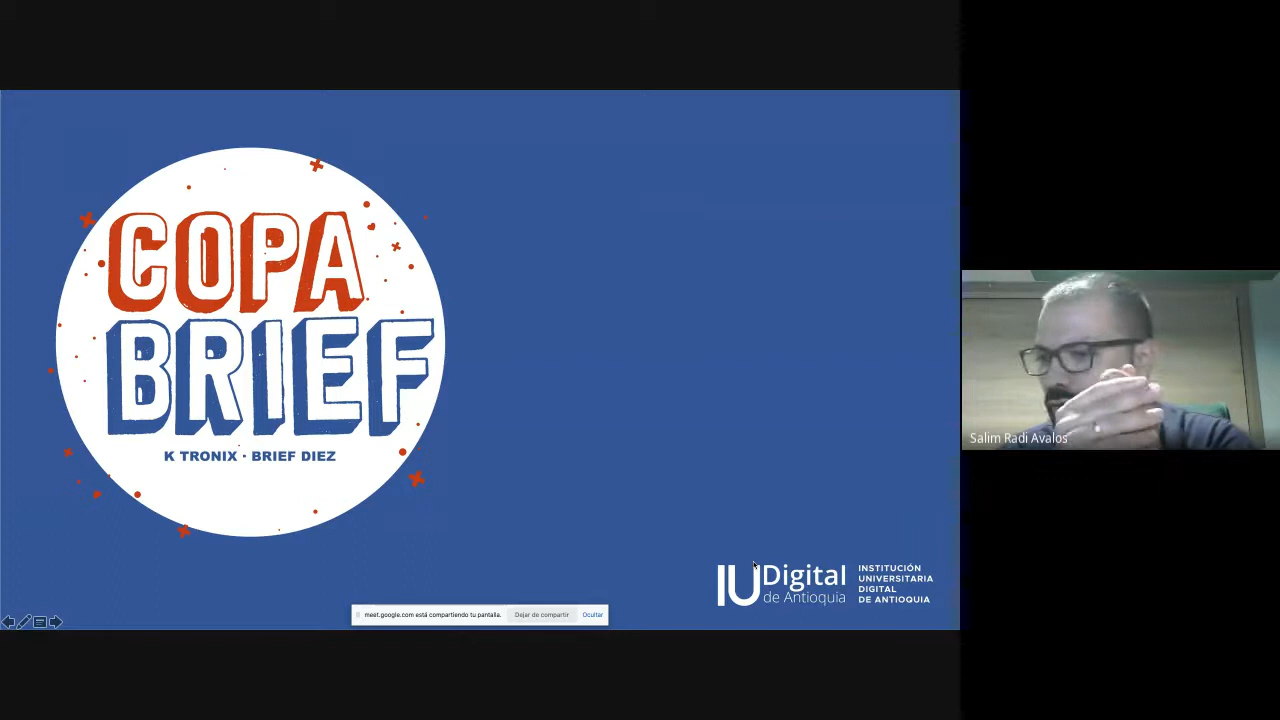 COPA
BRIEF
K TRONIX · BRIEF DIEZ
Salim Radi Avalos
IU Digital
de Antioquia
INSTITUCIÓN
UNIVERSITARIA
DIGITAL
DE ANTIOQUIA
meet.google.com está compartiendo tu pantalla.
Dejar de compartir
Ocultar